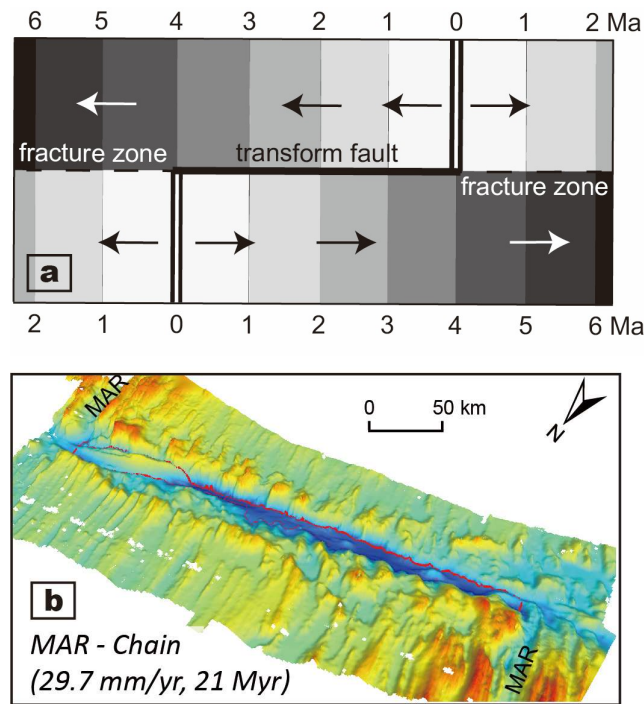 6 5 4 3 2 1 0 1 2 Ma
fracture zone
transform fault
fracture zone
a
2 1 0 1 2 3 4 5 6 Ma
MAR
0 50 km
N
b
MAR - Chain
(29.7 mm/yr, 21 Myr)
MAR